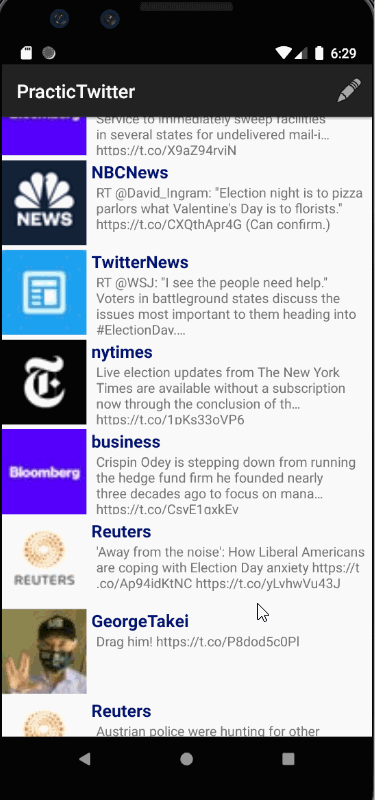 6:29
PracticTwitter
Bloomberg
Service to immediately sweep facilities
in several states for undelivered mail-i…
https://t.co/X9aZ94rviN
NBCNews
NEWS
RT @David_Ingram: "Election night is to pizza
parlors what Valentine's Day is to florists."
https://t.co/CXQthApr4G (Can confirm.)
TwitterNews
RT @WSJ: "I see the people need help."
Voters in battleground states discuss the
issues most important to them heading into
#ElectionDay.…
nytimes
T
Live election updates from The New York
Times are available without a subscription
now through the conclusion of th…
https://t.co/1pKs33oVP6
business
Bloomberg
Crispin Odey is stepping down from running
the hedge fund firm he founded nearly
three decades ago to focus on mana…
https://t.co/CsvE1qxkEv
Reuters
REUTERS
'Away from the noise': How Liberal Americans
are coping with Election Day anxiety https://t
.co/Ap94idKtNC https://t.co/yLvhwVu43J
GeorgeTakei
Drag him! https://t.co/P8dod5c0Pl
Reuters
Austrian police were hunting for other